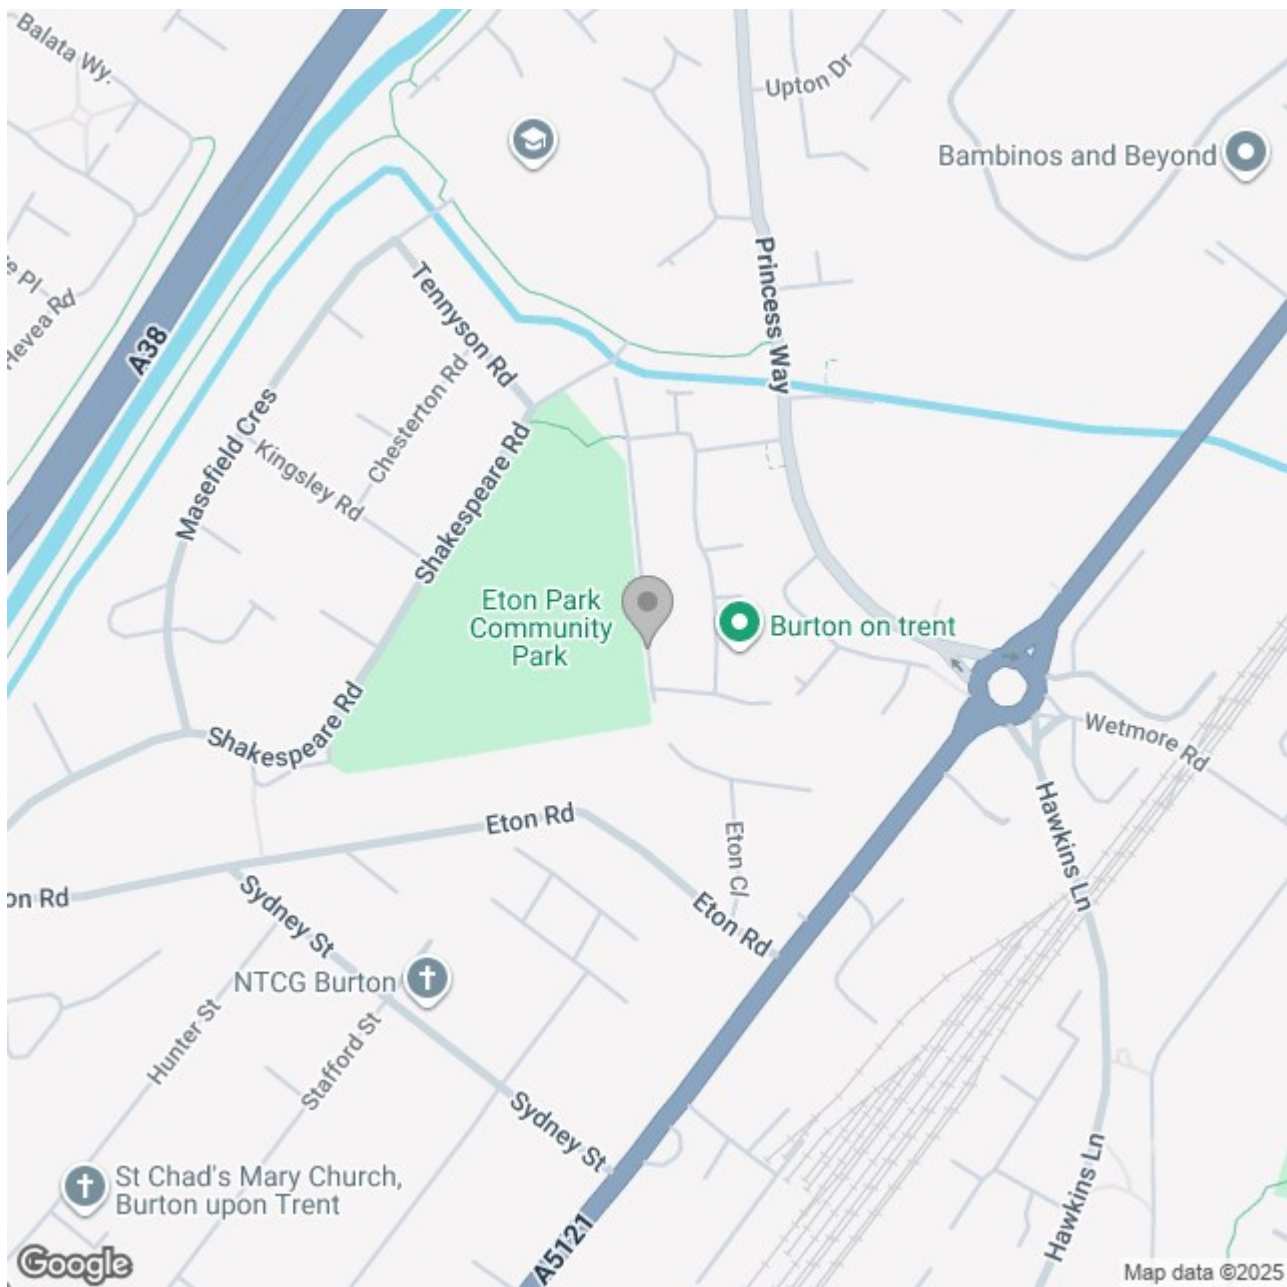 Balata Wy.
Upton Dr
Bambinos and Beyond
Princess Way
Pl
Hevea Rd
A38
Tennyson Rd
Chesterton Rd
Masefield Cres
Kingsley Rd
Shakespeare Rd
Eton Park
Community
Park
Burton on trent
Shakespeare Rd
Wetmore Rd
Hawkins Ln
Eton Rd
Eton Cl
on Rd
Sydney St
Eton Rd
NTCG Burton
Hunter St
Stafford St
Sydney St
St Chad's Mary Church,
Burton upon Trent
Hawkins Ln
A5121
Google
Map data ©2025